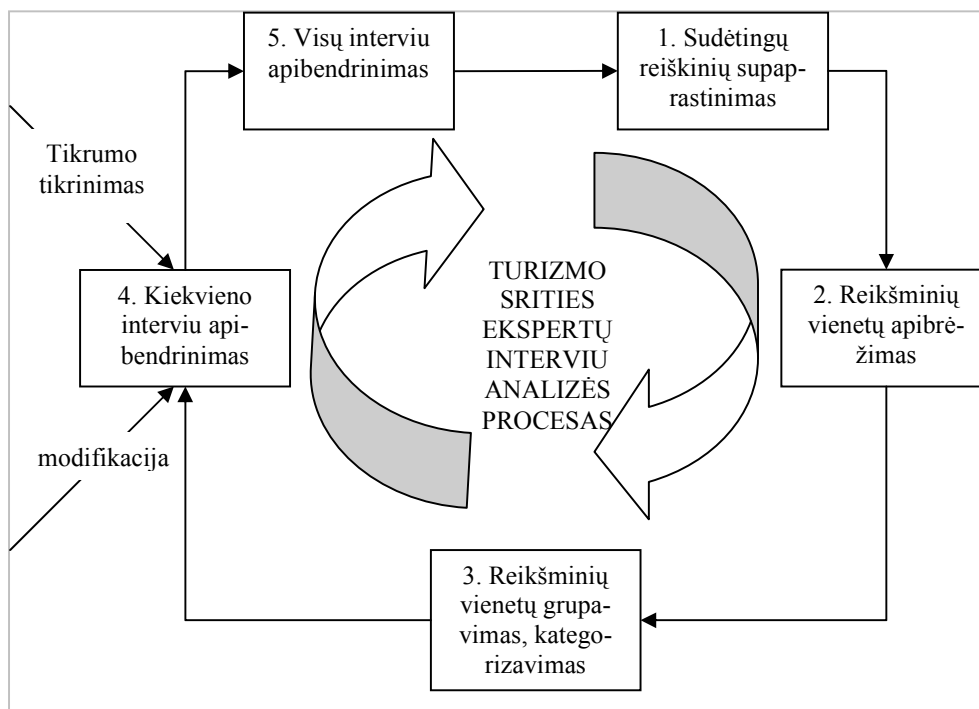 5. Visų interviu
apibendrinimas
1. Sudėtingų
reiškinių supap-
rastinimas
Tikrumo
tikrinimas
4. Kiekvieno
interviu api-
bendrinimas
TURIZMO
SRITIES
EKSPERTŲ
INTERVIU
ANALIZĖS
PROCESAS
2. Reikšminių
vienetų apibrė-
žimas
modifikacija
3. Reikšminių
vienetų grupa-
vimas, katego-
rizavimas